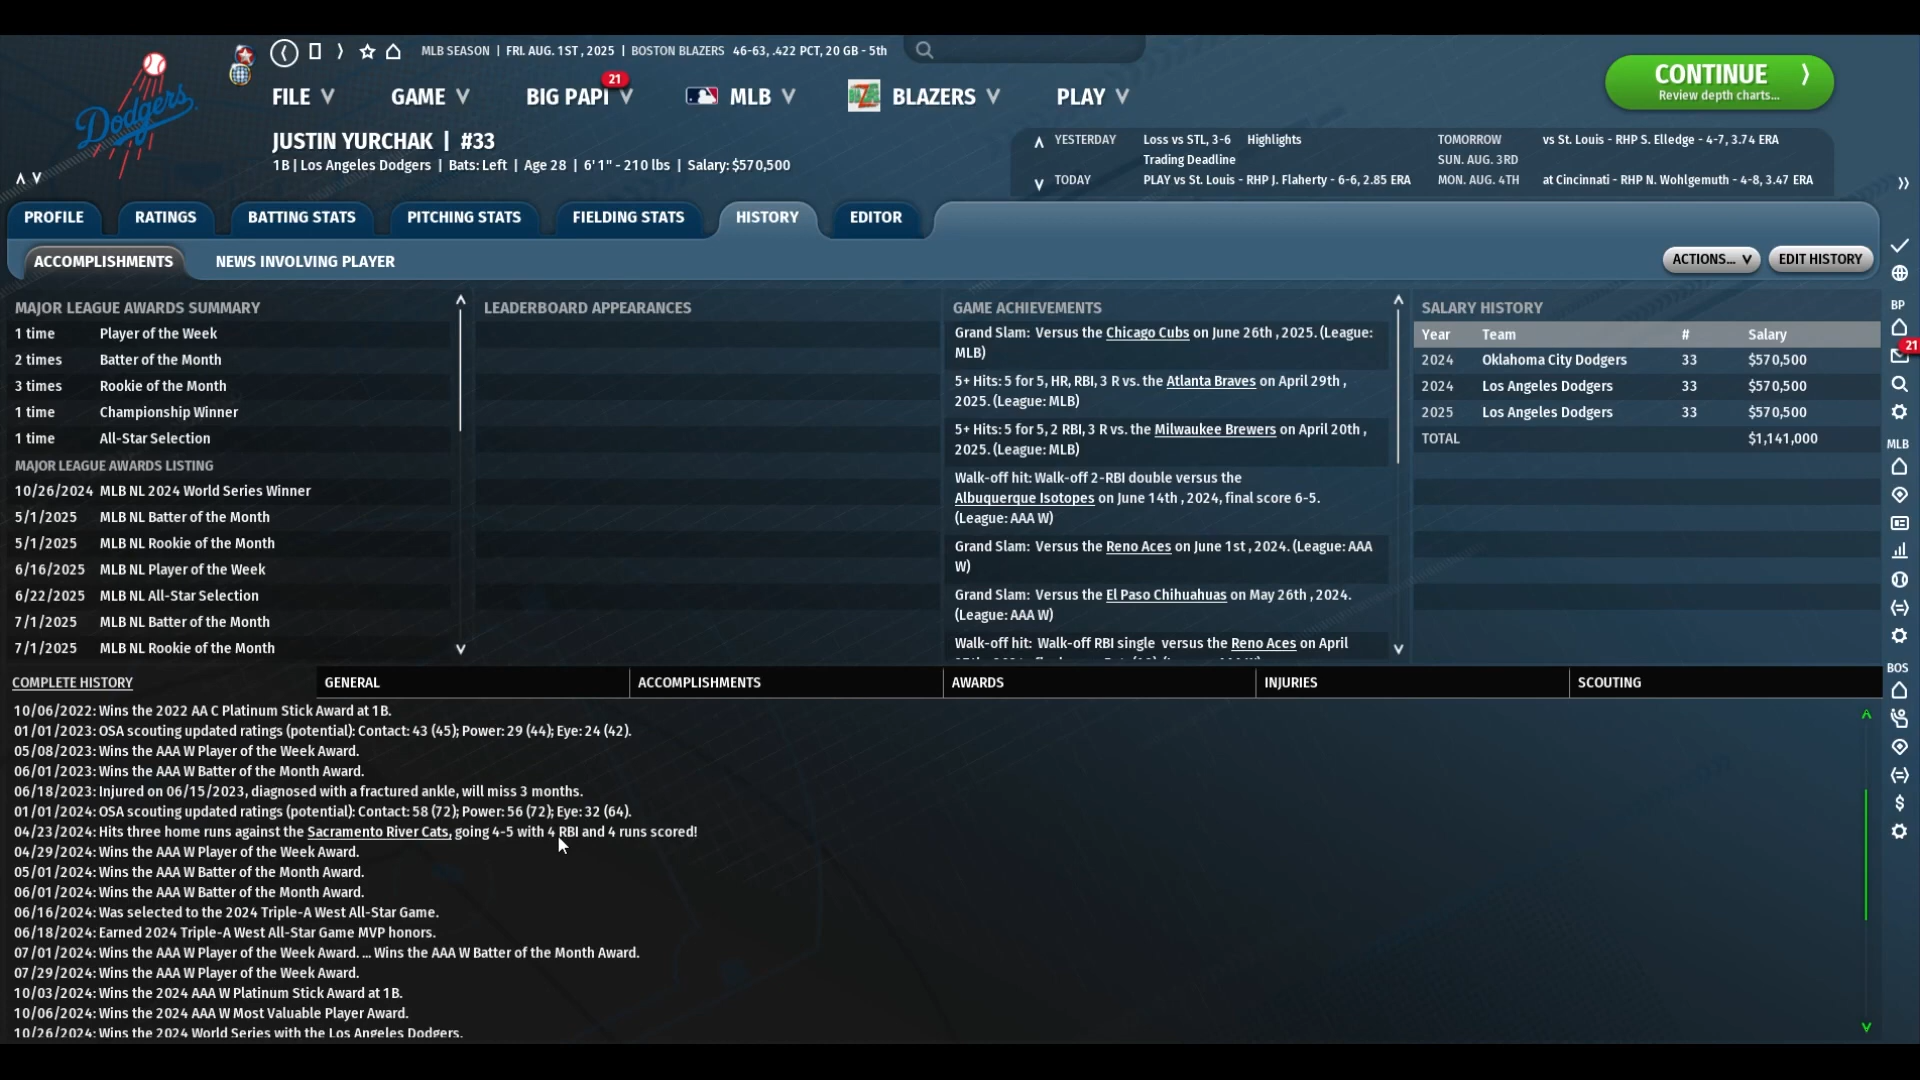 Dodgers
MLB SEASON | FRI. AUG. 1ST , 2025 | BOSTON BLAZERS 46-63, .422 PCT, 20 GB - 5th
FILE GAME BIG PAPI 21 MLB BLAZERS PLAY
CONTINUE
Review depth charts...
JUSTIN YURCHAK | #33
1B | Los Angeles Dodgers | Bats: Left | Age 28 | 6' 1" - 210 lbs | Salary: $570,500
YESTERDAY Loss vs STL, 3-6 Highlights
Trading Deadline
TODAY PLAY vs St. Louis - RHP J. Flaherty - 6-6, 2.85 ERA
TOMORROW vs St. Louis - RHP S. Elledge - 4-7, 3.74 ERA
SUN. AUG. 3RD
MON. AUG. 4TH at Cincinnati - RHP N. Wohlgemuth - 4-8, 3.47 ERA
PROFILE RATINGS BATTING STATS PITCHING STATS FIELDING STATS HISTORY EDITOR
ACCOMPLISHMENTS NEWS INVOLVING PLAYER ACTIONS... EDIT HISTORY
MAJOR LEAGUE AWARDS SUMMARY
1 time Player of the Week
2 times Batter of the Month
3 times Rookie of the Month
1 time Championship Winner
1 time All-Star Selection
MAJOR LEAGUE AWARDS LISTING
10/26/2024 MLB NL 2024 World Series Winner
5/1/2025 MLB NL Batter of the Month
5/1/2025 MLB NL Rookie of the Month
6/16/2025 MLB NL Player of the Week
6/22/2025 MLB NL All-Star Selection
7/1/2025 MLB NL Batter of the Month
7/1/2025 MLB NL Rookie of the Month
LEADERBOARD APPEARANCES
GAME ACHIEVEMENTS
Grand Slam: Versus the Chicago Cubs on June 26th , 2025. (League:
MLB)
5+ Hits: 5 for 5, HR, RBI, 3 R vs. the Atlanta Braves on April 29th ,
2025. (League: MLB)
5+ Hits: 5 for 5, 2 RBI, 3 R vs. the Milwaukee Brewers on April 20th ,
2025. (League: MLB)
Walk-off hit: Walk-off 2-RBI double versus the
Albuquerque Isotopes on June 14th , 2024, final score 6-5.
(League: AAA W)
Grand Slam: Versus the Reno Aces on June 1st , 2024. (League: AAA
W)
Grand Slam: Versus the El Paso Chihuahuas on May 26th , 2024.
(League: AAA W)
Walk-off hit: Walk-off RBI single versus the Reno Aces on April
SALARY HISTORY
Year Team # Salary
2024 Oklahoma City Dodgers 33 $570,500
2024 Los Angeles Dodgers 33 $570,500
2025 Los Angeles Dodgers 33 $570,500
TOTAL $1,141,000
BP
21
MLB
BOS
COMPLETE HISTORY GENERAL ACCOMPLISHMENTS AWARDS INJURIES SCOUTING
10/06/2022: Wins the 2022 AA C Platinum Stick Award at 1B.
01/01/2023: OSA scouting updated ratings (potential): Contact: 43 (45); Power: 29 (44); Eye: 24 (42).
05/08/2023: Wins the AAA W Player of the Week Award.
06/01/2023: Wins the AAA W Batter of the Month Award.
06/18/2023: Injured on 06/15/2023, diagnosed with a fractured ankle, will miss 3 months.
01/01/2024: OSA scouting updated ratings (potential): Contact: 58 (72); Power: 56 (72); Eye: 32 (64).
04/23/2024: Hits three home runs against the Sacramento River Cats, going 4-5 with 4 RBI and 4 runs scored!
04/29/2024: Wins the AAA W Player of the Week Award.
05/01/2024: Wins the AAA W Batter of the Month Award.
06/01/2024: Wins the AAA W Batter of the Month Award.
06/16/2024: Was selected to the 2024 Triple-A West All-Star Game.
06/18/2024: Earned 2024 Triple-A West All-Star Game MVP honors.
07/01/2024: Wins the AAA W Player of the Week Award. ... Wins the AAA W Batter of the Month Award.
07/29/2024: Wins the AAA W Player of the Week Award.
10/03/2024: Wins the 2024 AAA W Platinum Stick Award at 1B.
10/06/2024: Wins the 2024 AAA W Most Valuable Player Award.
10/26/2024: Wins the 2024 World Series with the Los Angeles Dodgers.